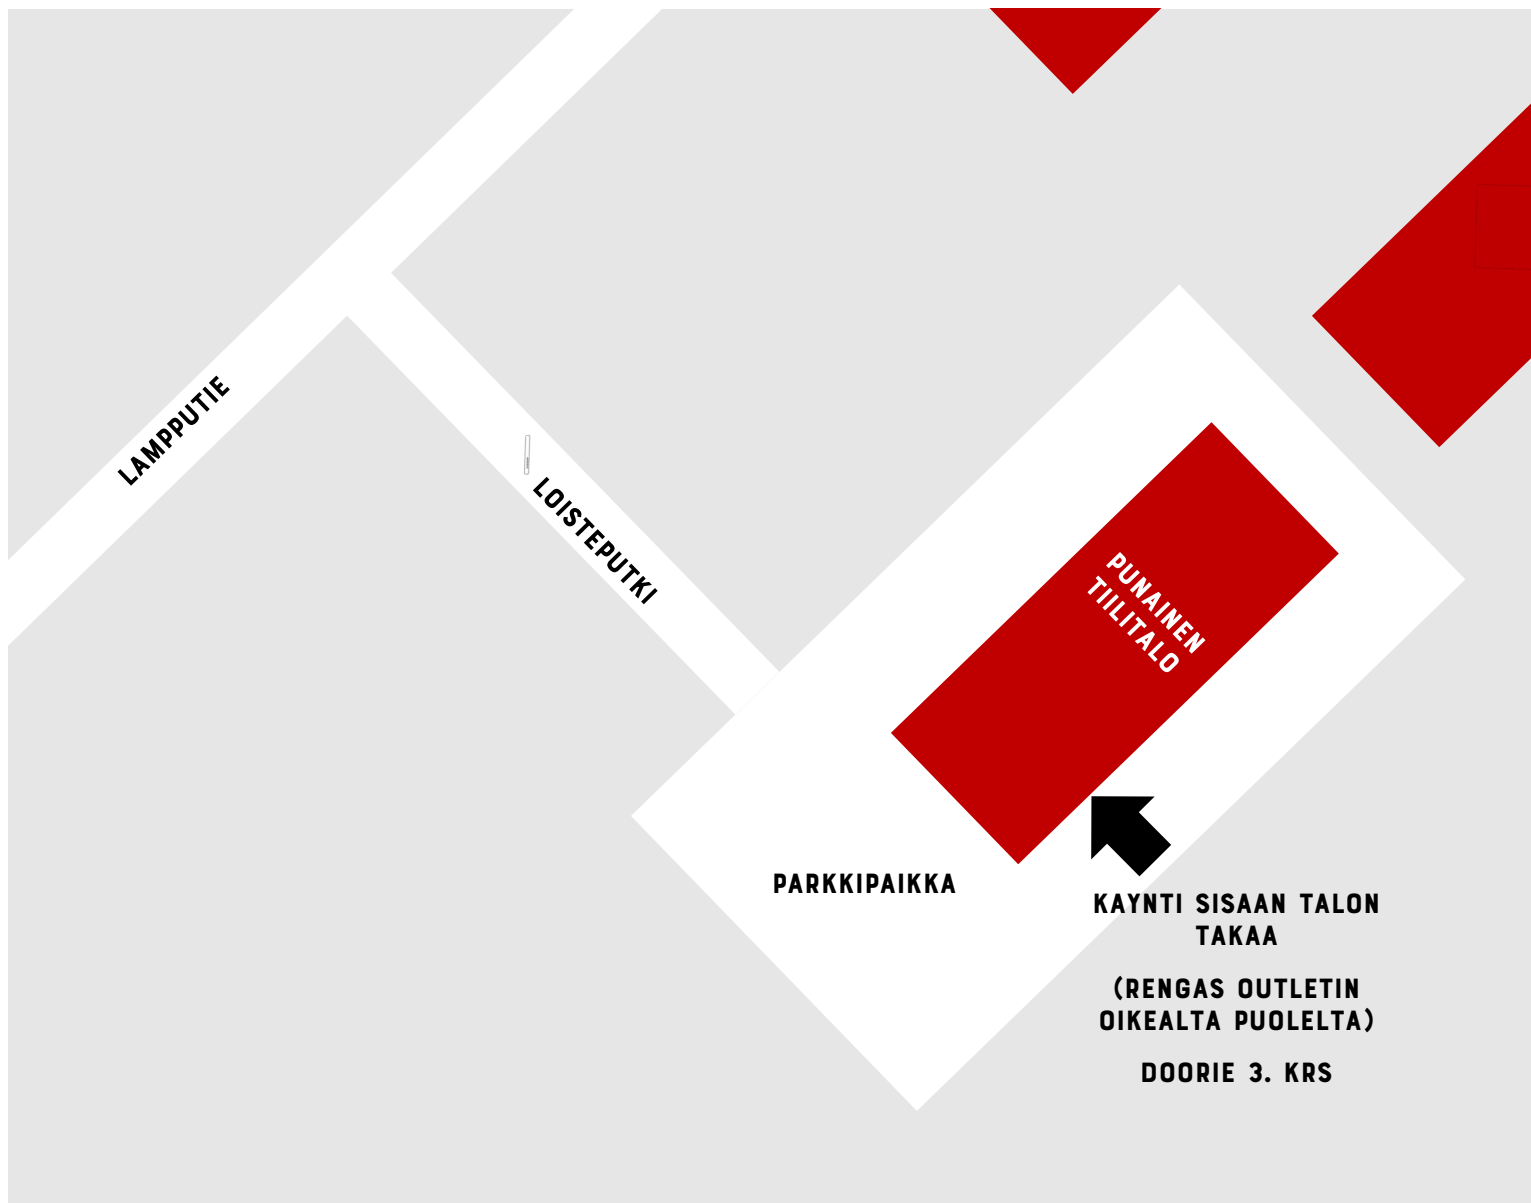 LAMPPUTIE
LOISTEPUTKI
PUNAINEN
TIILITALO
PARKKIPAIKKA
KAYNTI SISAAN TALON
TAKAA
(RENGAS OUTLETIN
OIKEALTA PUOLELTA)
DOORIE 3. KRS